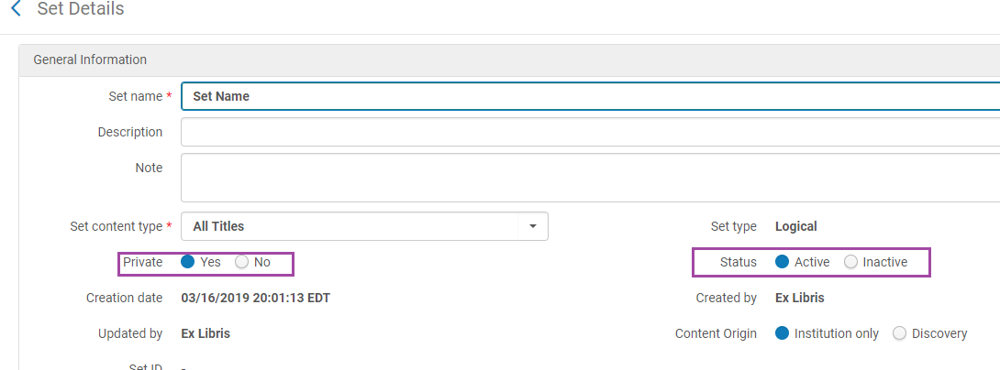 Set Details
General Information
Set name * Set Name
Description
Note
Set content type * All Titles Set type Logical
Private Yes No Status Active Inactive
Creation date 03/16/2019 20:01:13 EDT Created by Ex Libris
Updated by Ex Libris Content Origin Institution only Discovery
Set ID -